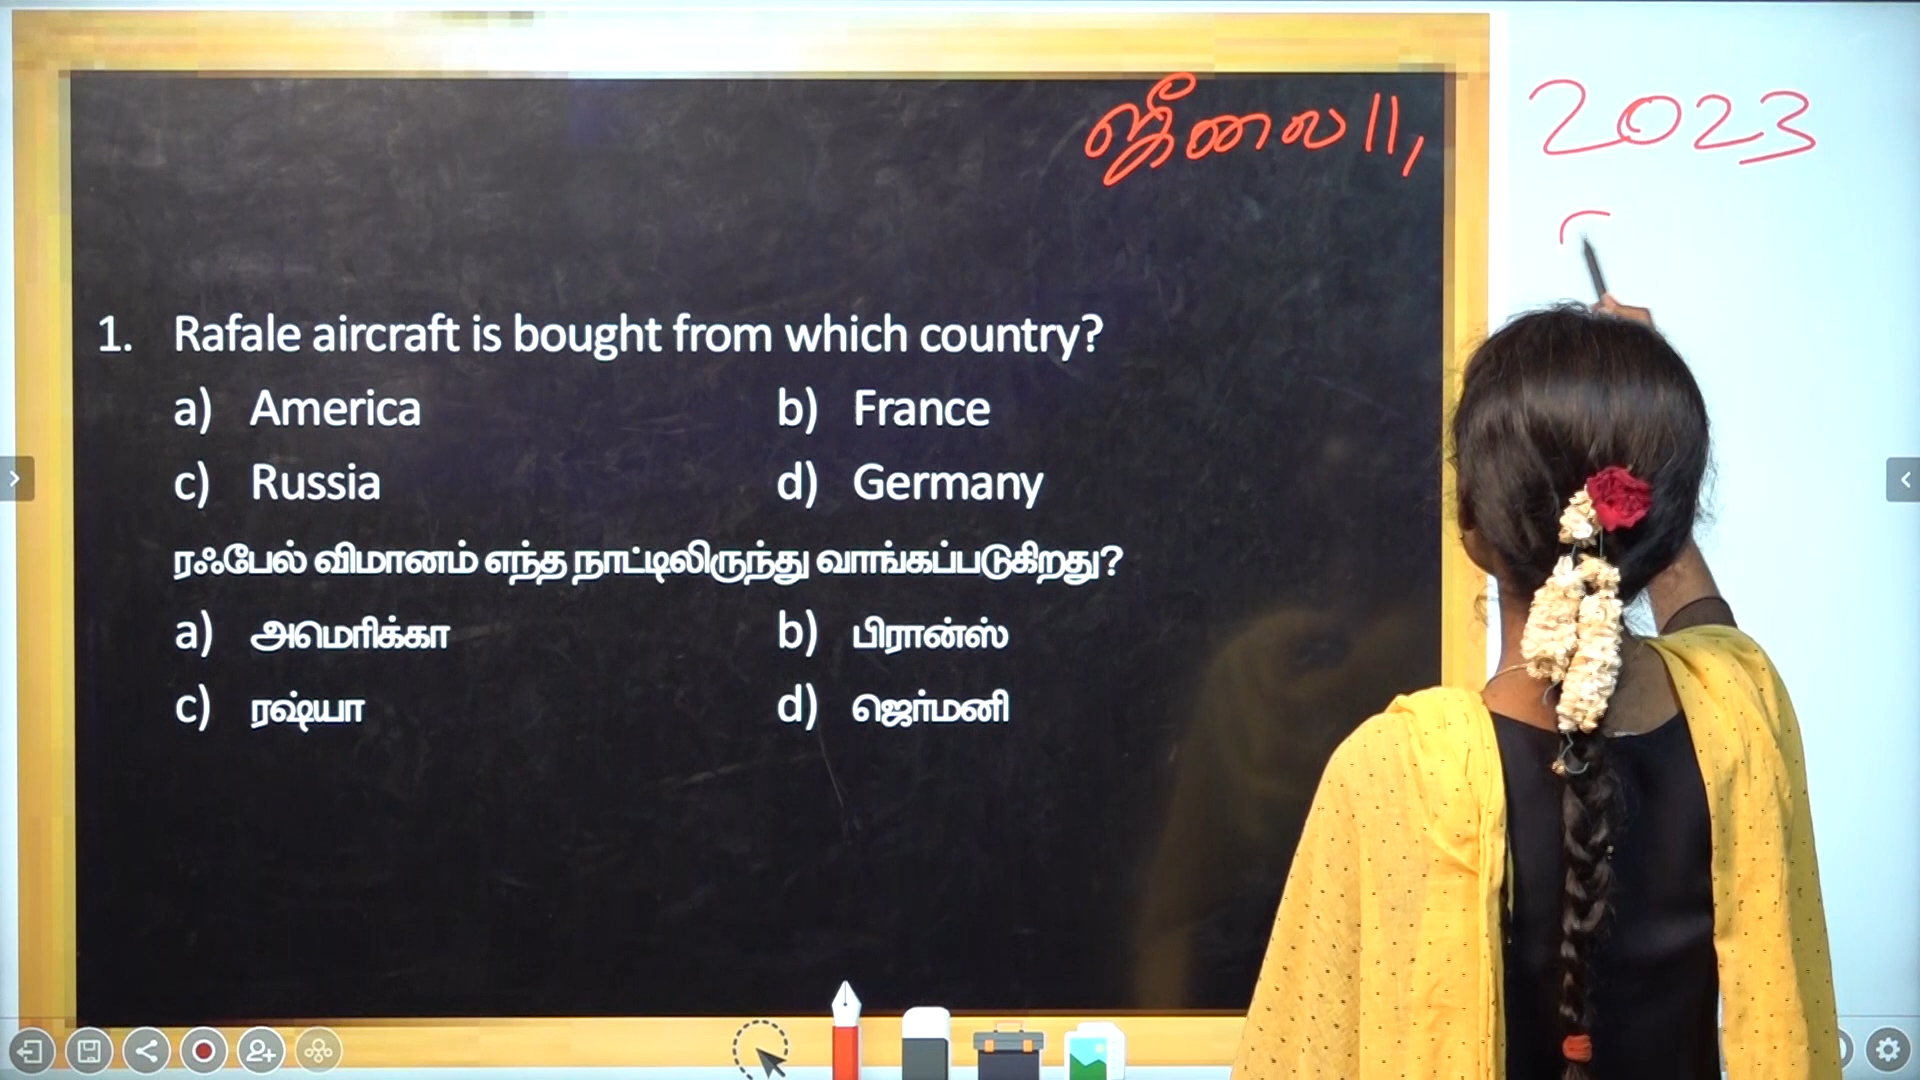 ஜீலை 11, 2023
1. Rafale aircraft is bought from which country?
a) America b) France
c) Russia d) Germany
ரஃபேல் விமானம் எந்த நாட்டிலிருந்து வாங்கப்படுகிறது?
a) அமெரிக்கா b) பிரான்ஸ்
c) ரஷ்யா d) ஜெர்மனி